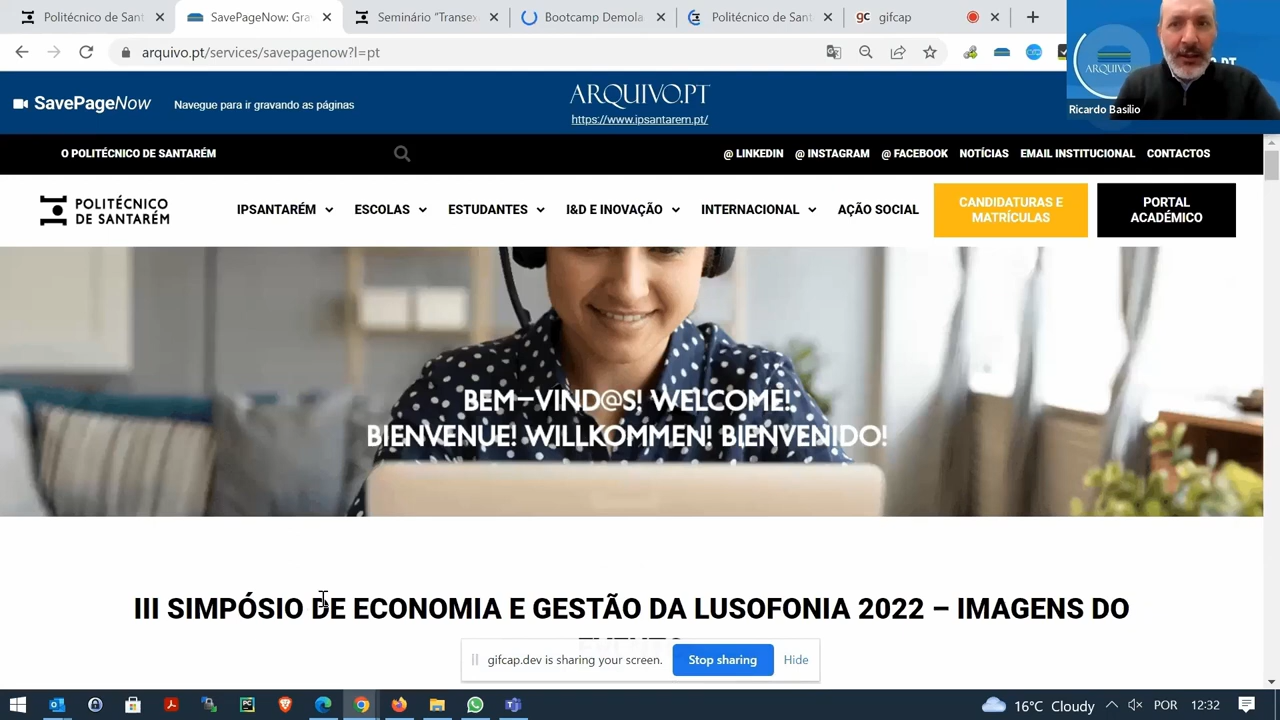 Politécnico de Sant
SavePageNow: Gra
Seminário "Transex
Bootcamp Demola
Politécnico de Sant
gc gifcap
arquivo.pt/services/savepagenow?l=pt
ARQUIVO
Ricardo Basilio
SavePageNow
Navegue para ir gravando as páginas
ARQUIVO.PT
https://www.ipsantarem.pt/
O POLITÉCNICO DE SANTARÉM
@ LINKEDIN @ INSTAGRAM @ FACEBOOK NOTÍCIAS EMAIL INSTITUCIONAL CONTACTOS
POLITÉCNICO
DE SANTARÉM
IPSANTARÉM ESCOLAS ESTUDANTES I&D E INOVAÇÃO INTERNACIONAL AÇÃO SOCIAL
CANDIDATURAS E
MATRÍCULAS
PORTAL
ACADÉMICO
BEM-VIND@S! WELCOME!
BIENVENUE! WILLKOMMEN! BIENVENIDO!
III SIMPÓSIO DE ECONOMIA E GESTÃO DA LUSOFONIA 2022 – IMAGENS DO
gifcap.dev is sharing your screen.
Stop sharing
Hide
16°C Cloudy
POR
12:32